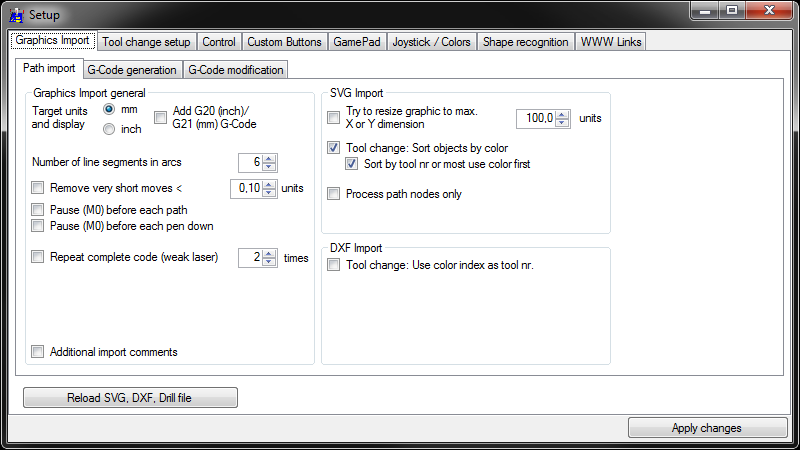 Setup
Graphics Import Tool change setup Control Custom Buttons GamePad Joystick / Colors Shape recognition WWW Links
Path import G-Code generation G-Code modification
Graphics Import general
Target units
and display
mm
inch
Add G20 (inch)/
G21 (mm) G-Code
Number of line segments in arcs 6
Remove very short moves < 0,10 units
Pause (M0) before each path
Pause (M0) before each pen down
Repeat complete code (weak laser) 2 times
Additional import comments
SVG Import
Try to resize graphic to max.
X or Y dimension
100,0 units
Tool change: Sort objects by color
Sort by tool nr or most use color first
Process path nodes only
DXF Import
Tool change: Use color index as tool nr.
Reload SVG, DXF, Drill file
Apply changes